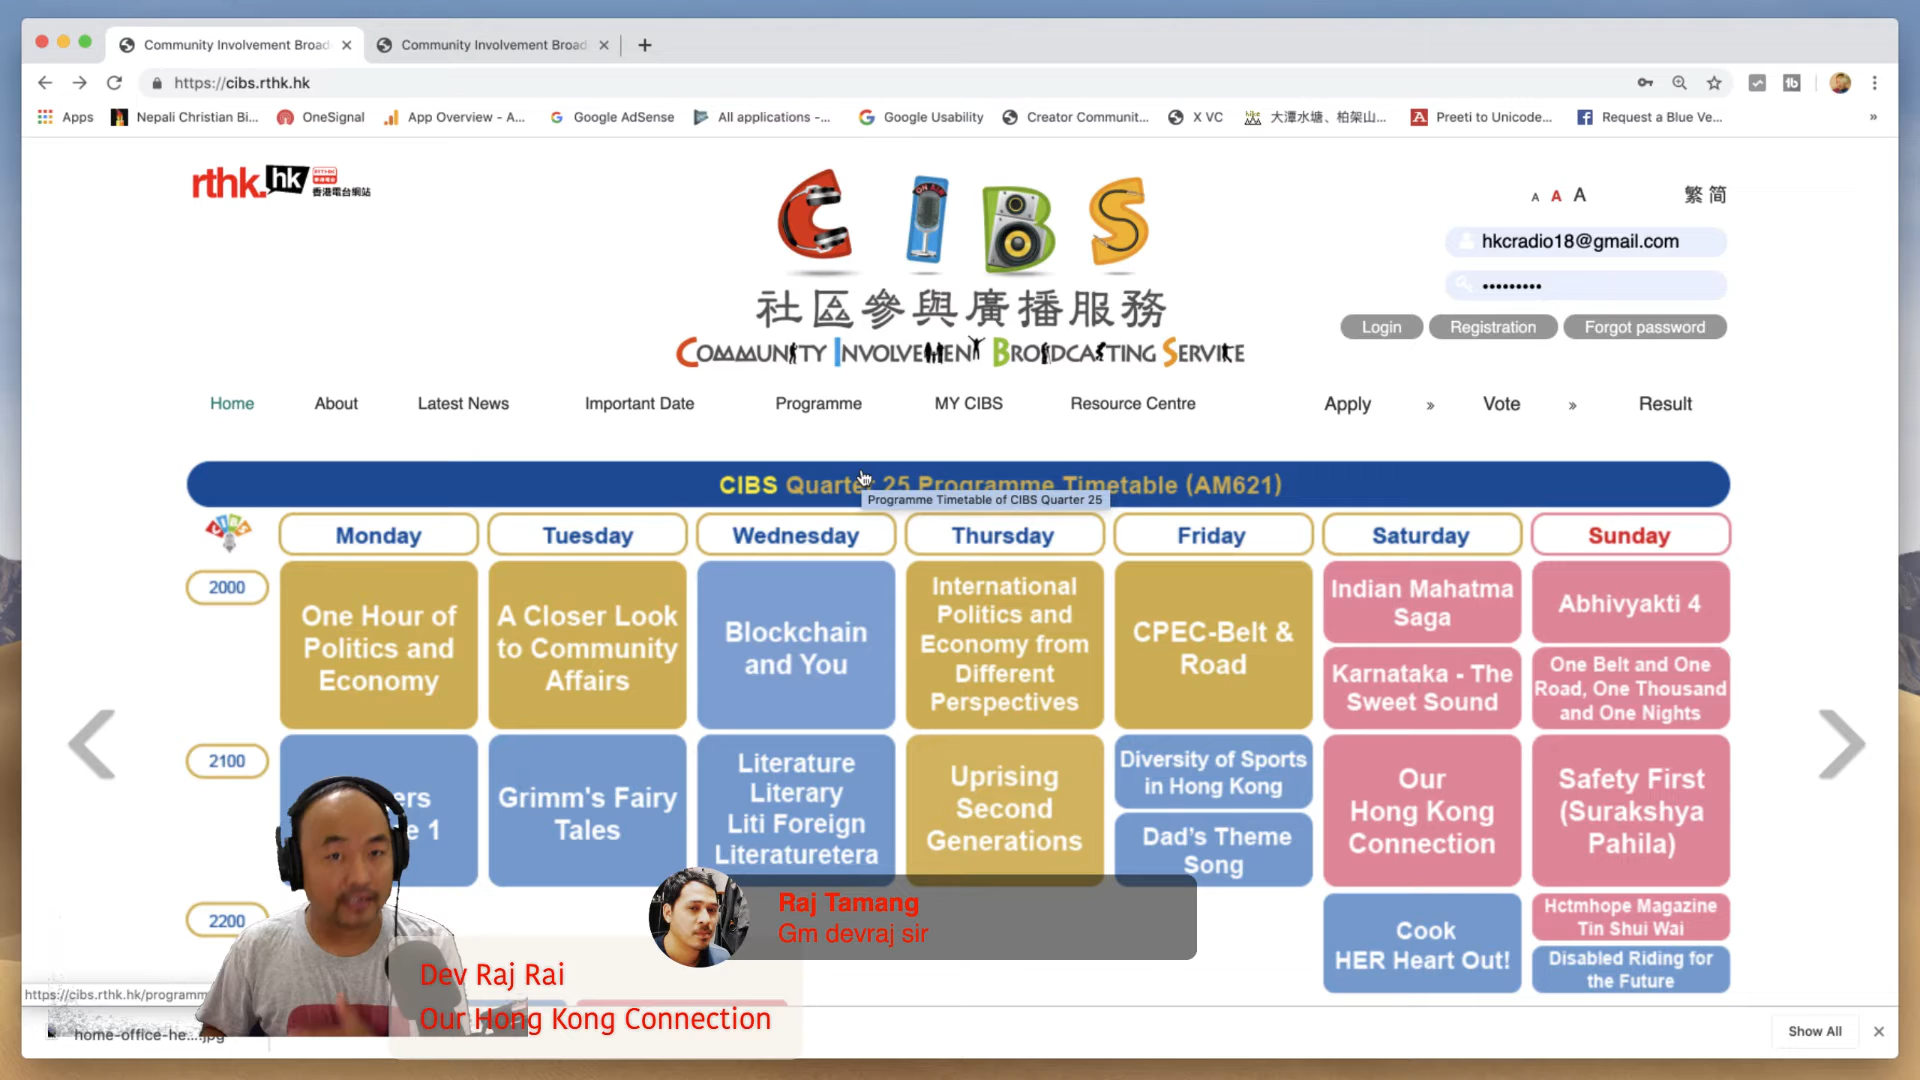 Community Involvement Broad
Community Involvement Broad
https://cibs.rthk.hk
Apps
Nepali Christian Bi...
OneSignal
App Overview - A...
Google AdSense
All applications -...
Google Usability
Creator Communit...
X VC
大潭水塘、柏架山...
Preeti to Unicode...
Request a Blue Ve...
»
rthk.hk
RTHK
香港電台網站
CIBS
ON AIR
社區參與廣播服務
COMMUNITY INVOLVEMENT BROADCASTING SERVICE
A A A
繁 简
hkcradio18@gmail.com
•••••••••
Login
Registration
Forgot password
Home
About
Latest News
Important Date
Programme
MY CIBS
Resource Centre
Apply
»
Vote
»
Result
CIBS Quarter 25 Programme Timetable (AM621)
Programme Timetable of CIBS Quarter 25
CIBS
Monday
Tuesday
Wednesday
Thursday
Friday
Saturday
Sunday
2000
One Hour of
Politics and
Economy
A Closer Look
to Community
Affairs
Blockchain
and You
International
Politics and
Economy from
Different
Perspectives
CPEC-Belt &
Road
Indian Mahatma
Saga
Karnataka - The
Sweet Sound
Abhivyakti 4
One Belt and One
Road, One Thousand
and One Nights
2100
ers
e 1
Grimm's Fairy
Tales
Literature
Literary
Liti Foreign
Literaturetera
Uprising
Second
Generations
Diversity of Sports
in Hong Kong
Dad's Theme
Song
Our
Hong Kong
Connection
Safety First
(Surakshya
Pahila)
2200
Cook
HER Heart Out!
Hctmhope Magazine
Tin Shui Wai
Disabled Riding for
the Future
Raj Tamang
Gm devraj sir
Dev Raj Rai
Our Hong Kong Connection
https://cibs.rthk.hk/programm
home-office-he....jpg
Show All